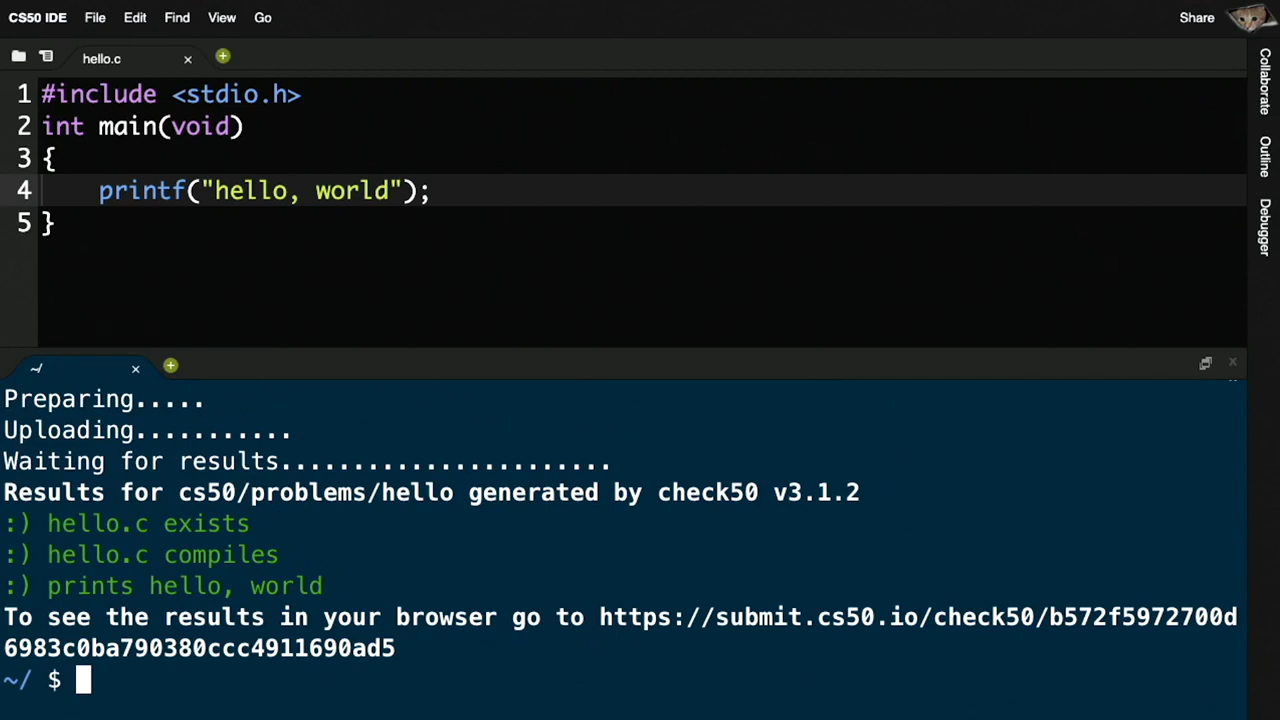 CS50 IDE File Edit Find View Go Share
hello.c
1 #include <stdio.h>
2 int main(void)
3 {
4     printf("hello, world");
5 }
Collaborate
Outline
Debugger
~/
Preparing.....
Uploading...........
Waiting for results.......................
Results for cs50/problems/hello generated by check50 v3.1.2
:) hello.c exists
:) hello.c compiles
:) prints hello, world
To see the results in your browser go to https://submit.cs50.io/check50/b572f5972700d
6983c0ba790380ccc4911690ad5
~/ $